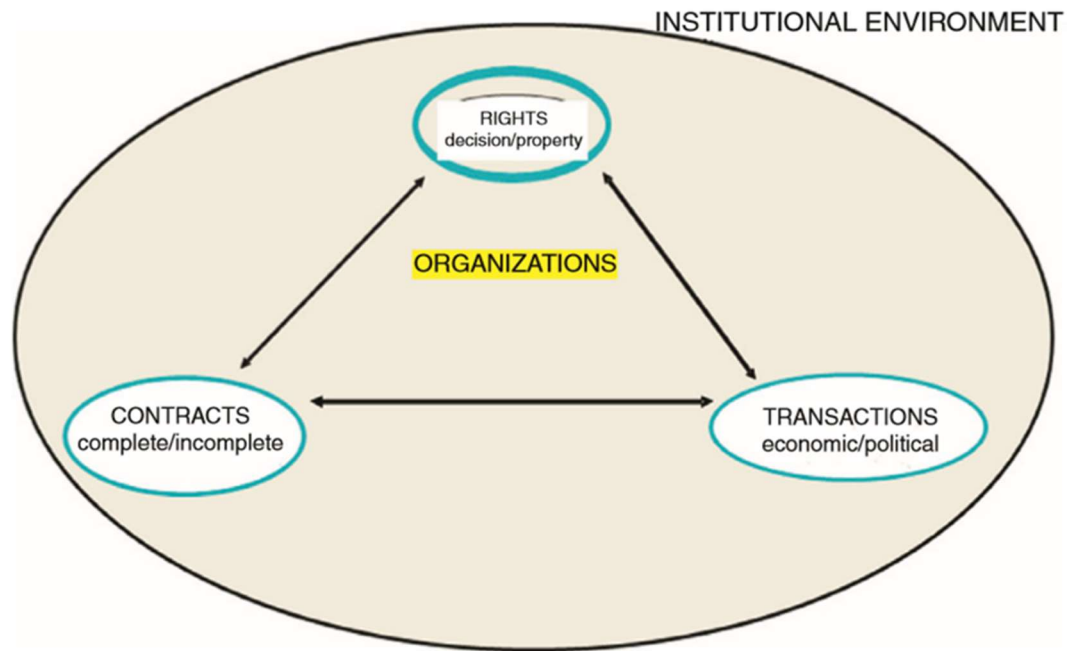 INSTITUTIONAL ENVIRONMENT
RIGHTS
decision/property
ORGANIZATIONS
CONTRACTS
complete/incomplete
TRANSACTIONS
economic/political